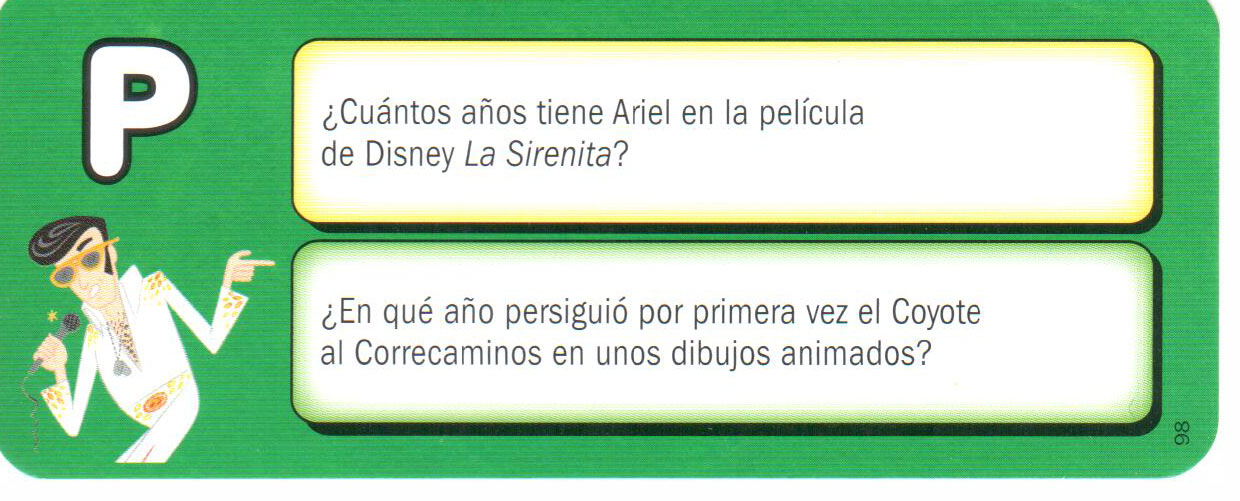 P
¿Cuántos años tiene Ariel en la película
de Disney La Sirenita?
¿En qué año persiguió por primera vez el Coyote
al Correcaminos en unos dibujos animados?
98